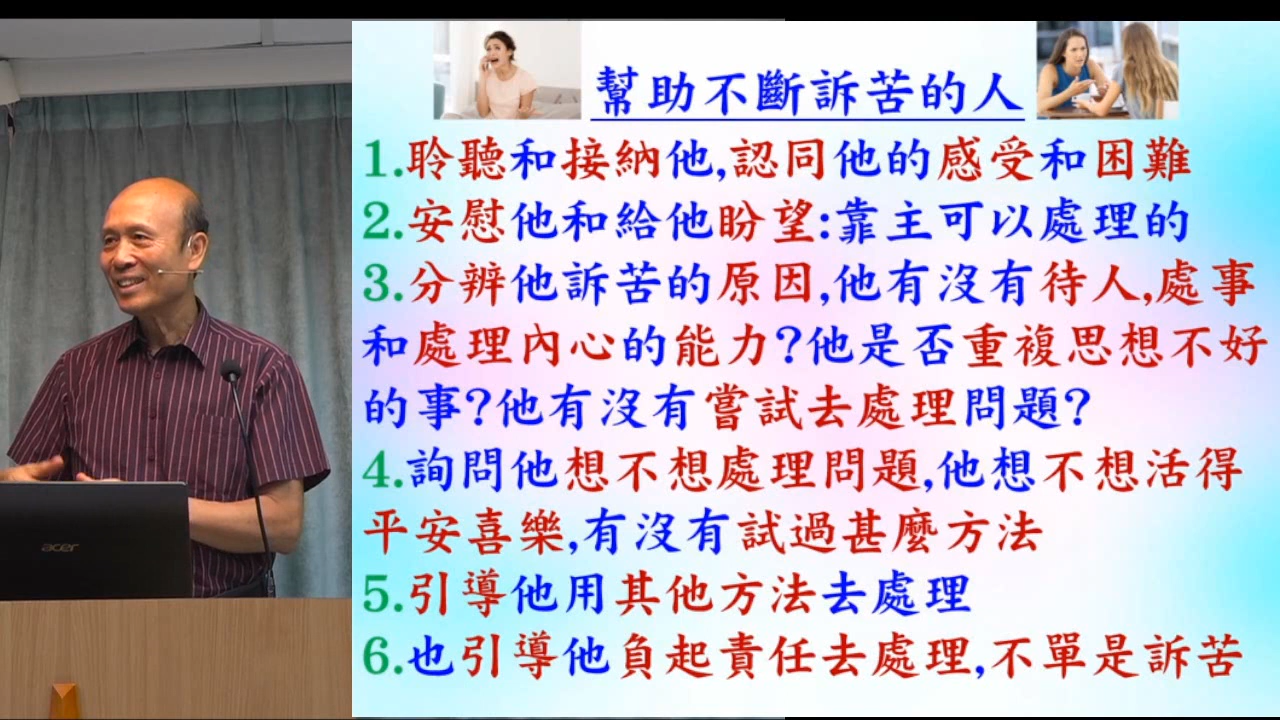 幫助不斷訴苦的人
1.聆聽和接納他,認同他的感受和困難
2.安慰他和給他盼望:靠主可以處理的
3.分辨他訴苦的原因,他有沒有待人,處事
和處理內心的能力?他是否重複思想不好
的事?他有沒有嘗試去處理問題?
4.詢問他想不想處理問題,他想不想活得
平安喜樂,有沒有試過甚麼方法
5.引導他用其他方法去處理
6.也引導他負起責任去處理,不單是訴苦
acer